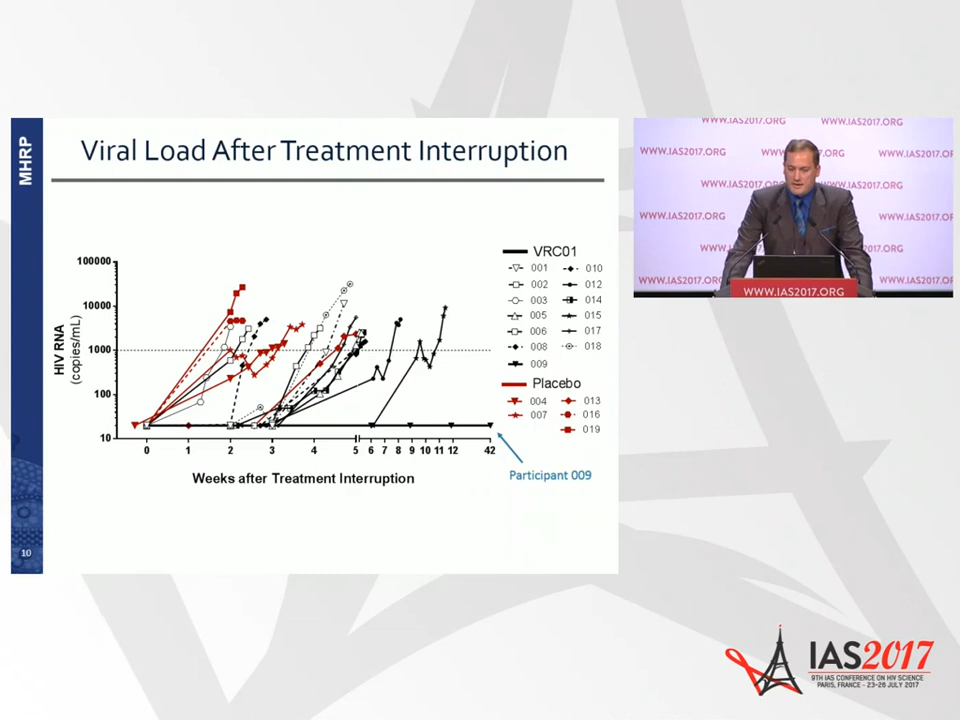 MHRP
Viral Load After Treatment Interruption
HIV RNA
(copies/mL)
100000
10000
1000
100
10
0 1 2 3 4 5 6 7 8 9 10 11 12 42
Weeks after Treatment Interruption
VRC01
001 010
002 012
003 014
005 015
006 017
008 018
009
Placebo
004 013
007 016
019
Participant 009
10
WWW.IAS2017.ORG WWW.IAS2017.ORG
WWW.IAS2017.ORG
WWW.IAS2017.ORG
WWW.IAS2017.ORG
WWW.IAS2017.ORG
WWW.IAS2017.ORG
WWW.IAS2017.ORG
IAS2017
9TH IAS CONFERENCE ON HIV SCIENCE
PARIS, FRANCE - 23-26 JULY 2017